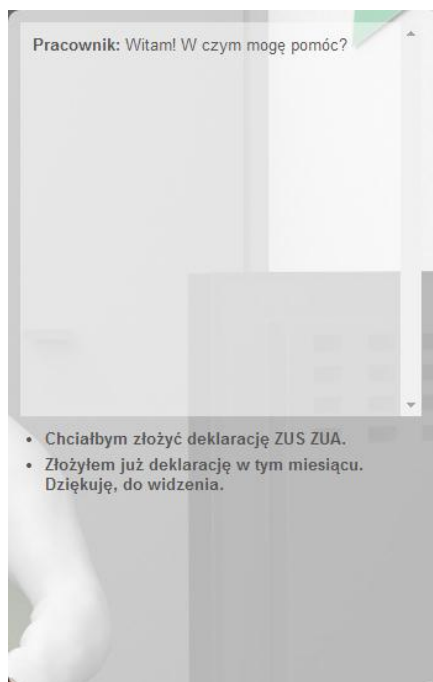 Pracownik: Witam! W czym mogę pomóc?
• Chciałbym złożyć deklarację ZUS ZUA.
• Złożyłem już deklarację w tym miesiącu.
Dziękuję, do widzenia.